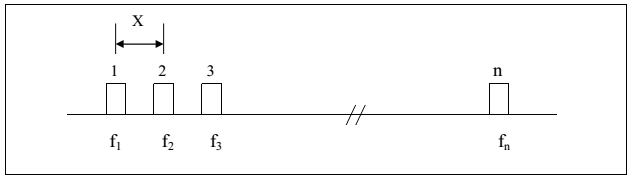 X
1 2 3 n
f₁ f₂ f₃ fₙ